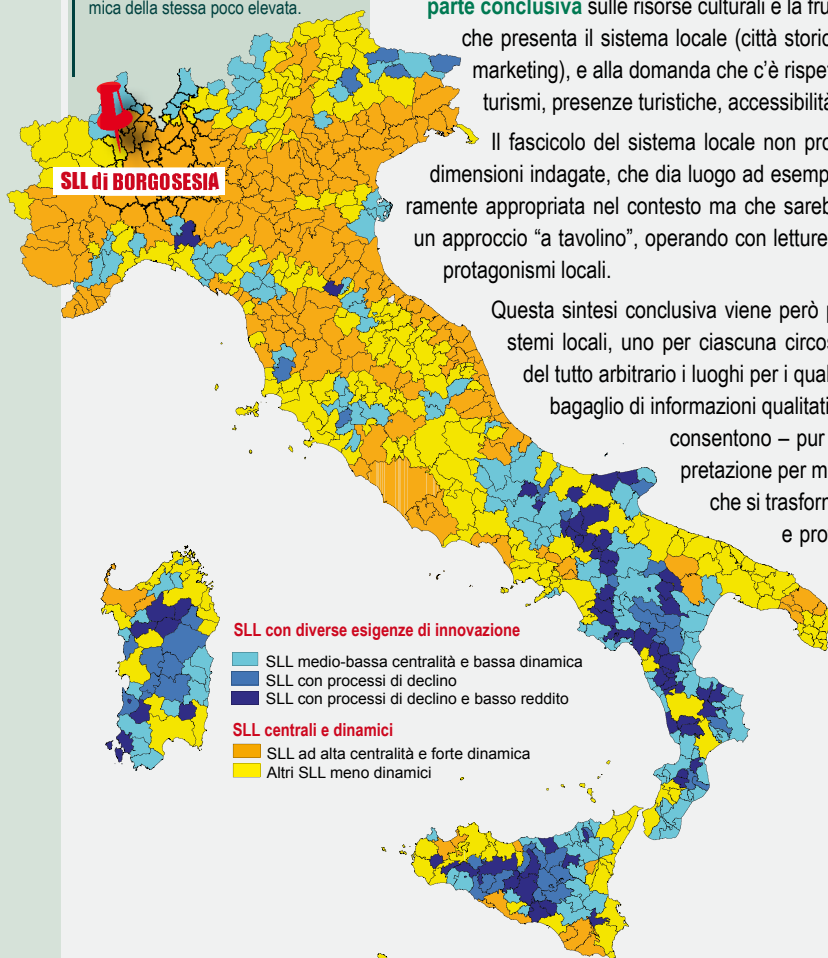 mica della stessa poco elevata.
parte conclusiva sulle risorse culturali e la fru
che presenta il sistema locale (città storic
marketing), e alla domanda che c'è rispe
turismi, presenze turistiche, accessibilità
Il fascicolo del sistema locale non pro
dimensioni indagate, che dia luogo ad esemp
ramente appropriata nel contesto ma che sareb
un approccio “a tavolino”, operando con letture
protagonismi locali.
Questa sintesi conclusiva viene però p
stemi locali, uno per ciascuna circos
del tutto arbitrario i luoghi per i qual
bagaglio di informazioni qualitati
consentono – pur
pretazione per m
che si trasforn
e pro
SLL di BORGOSESIA
SLL con diverse esigenze di innovazione
SLL medio-bassa centralità e bassa dinamica
SLL con processi di declino
SLL con processi di declino e basso reddito
SLL centrali e dinamici
SLL ad alta centralità e forte dinamica
Altri SLL meno dinamici